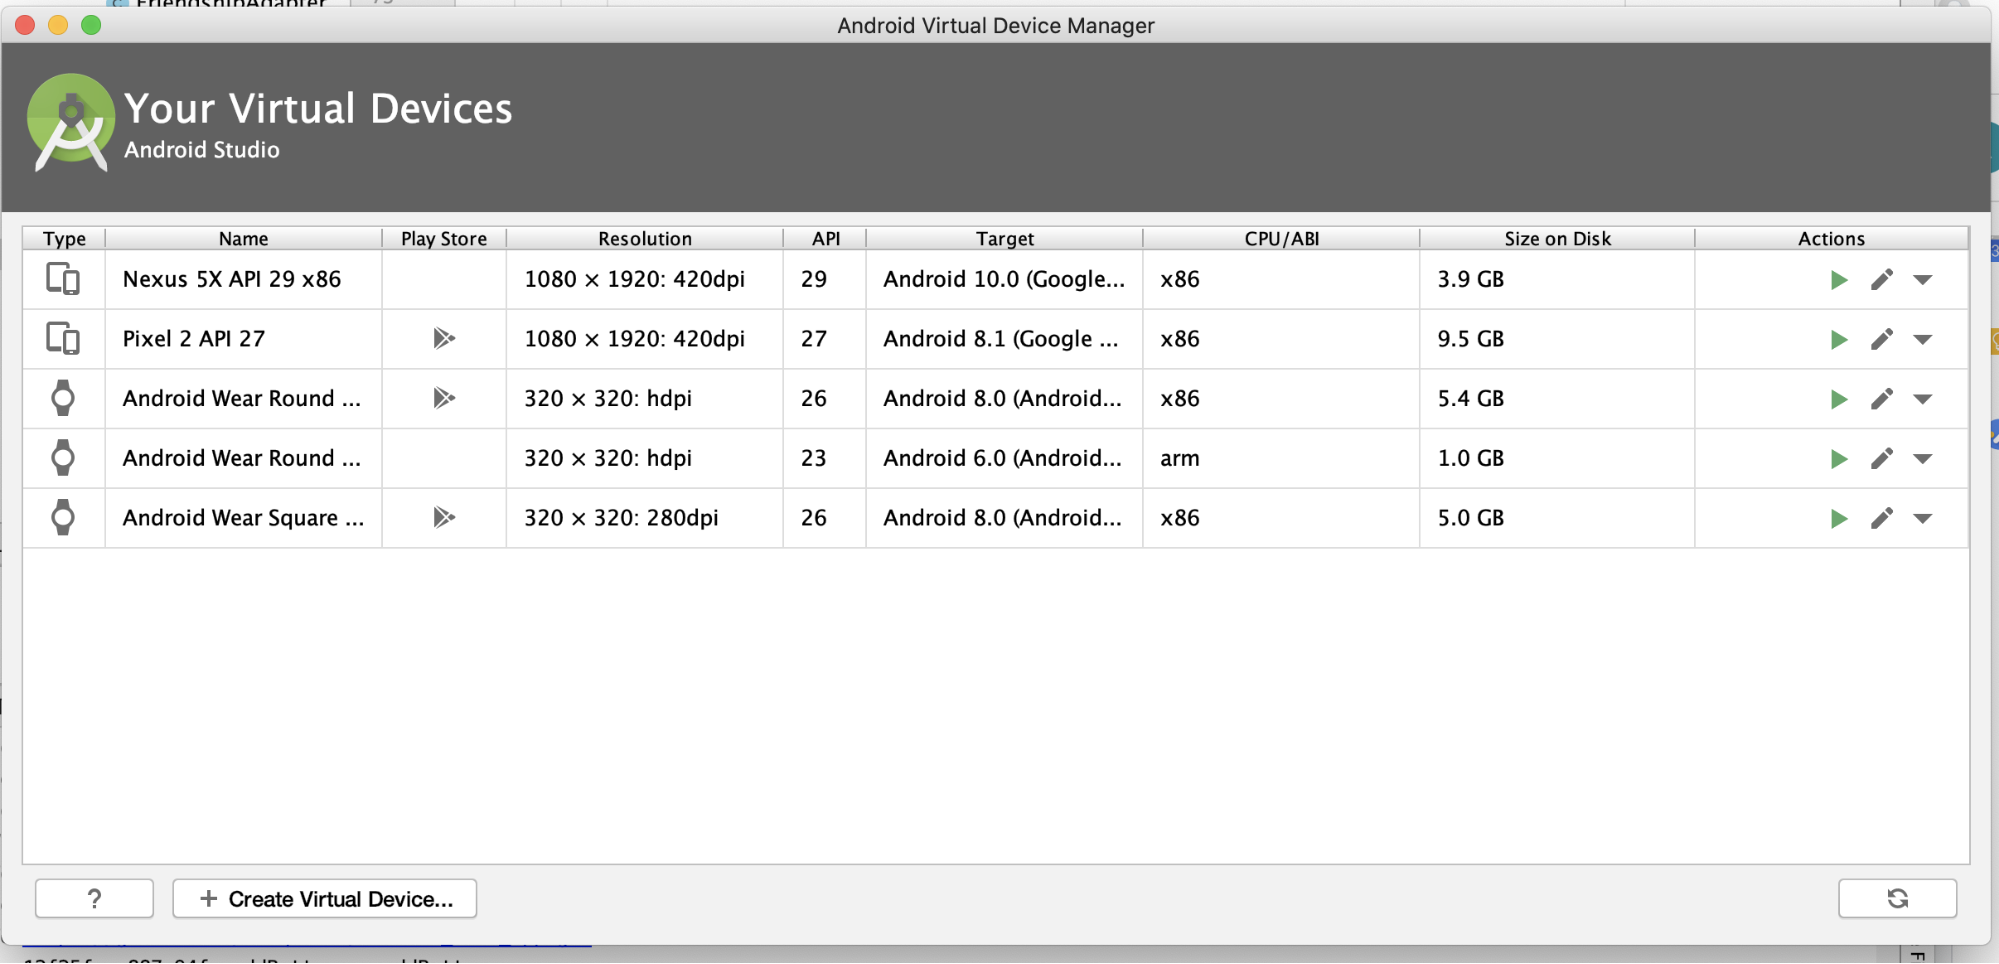 FriendshipAdapter
Android Virtual Device Manager
Your Virtual Devices
Android Studio
Type Name Play Store Resolution API Target CPU/ABI Size on Disk Actions
Nexus 5X API 29 x86 1080 × 1920: 420dpi 29 Android 10.0 (Google... x86 3.9 GB
Pixel 2 API 27 1080 × 1920: 420dpi 27 Android 8.1 (Google ... x86 9.5 GB
Android Wear Round ... 320 × 320: hdpi 26 Android 8.0 (Android... x86 5.4 GB
Android Wear Round ... 320 × 320: hdpi 23 Android 6.0 (Android... arm 1.0 GB
Android Wear Square ... 320 × 320: 280dpi 26 Android 8.0 (Android... x86 5.0 GB
? + Create Virtual Device...